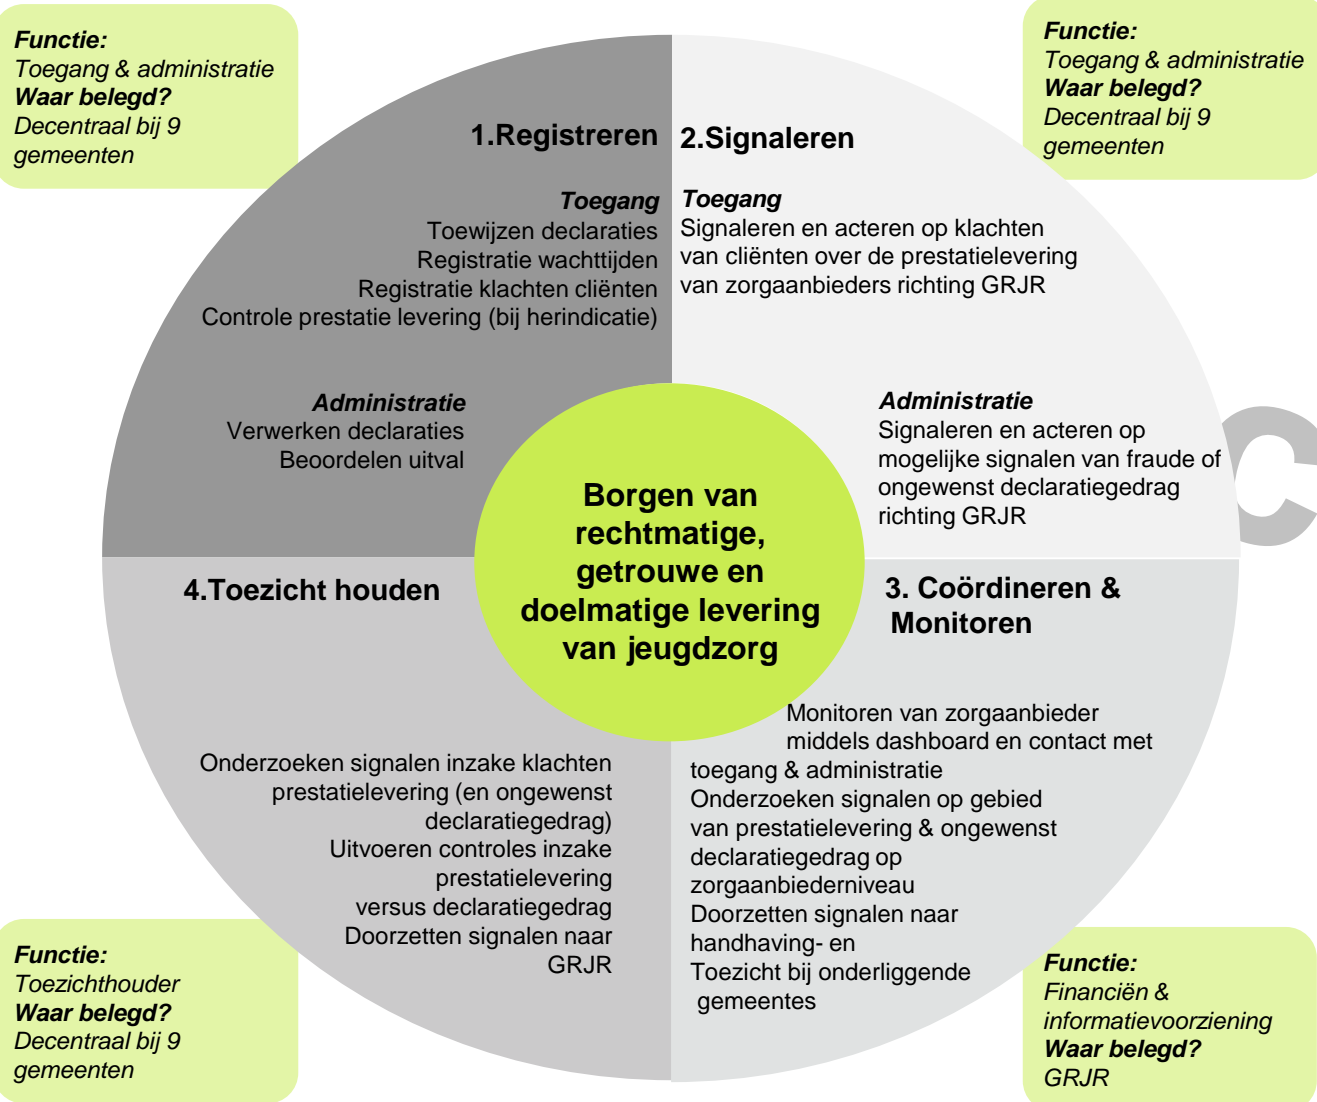 Functie:
Toegang & administratie
Waar belegd?
Decentraal bij 9
gemeenten
Functie:
Toegang & administratie
Waar belegd?
Decentraal bij 9
gemeenten
1.Registreren
Toegang
Toewijzen declaraties
Registratie wachttijden
Registratie klachten cliënten
Controle prestatie levering (bij herindicatie)
Administratie
Verwerken declaraties
Beoordelen uitval
2.Signaleren
Toegang
Signaleren en acteren op klachten
van cliënten over de prestatielevering
van zorgaanbieders richting GRJR
Administratie
Signaleren en acteren op
mogelijke signalen van fraude of
ongewenst declaratiegedrag
richting GRJR
c
Borgen van
rechtmatige,
getrouwe en
doelmatige levering
van jeugdzorg
4.Toezicht houden
Onderzoeken signalen inzake klachten
prestatielevering (en ongewenst
declaratiegedrag)
Uitvoeren controles inzake
prestatielevering
versus declaratiegedrag
Doorzetten signalen naar
GRJR
3. Coördineren &
Monitoren
Monitoren van zorgaanbieder
middels dashboard en contact met
toegang & administratie
Onderzoeken signalen op gebied
van prestatielevering & ongewenst
declaratiegedrag op
zorgaanbiederniveau
Doorzetten signalen naar
handhaving- en
Toezicht bij onderliggende
gemeentes
Functie:
Toezichthouder
Waar belegd?
Decentraal bij 9
gemeenten
Functie:
Financiën &
informatievoorziening
Waar belegd?
GRJR